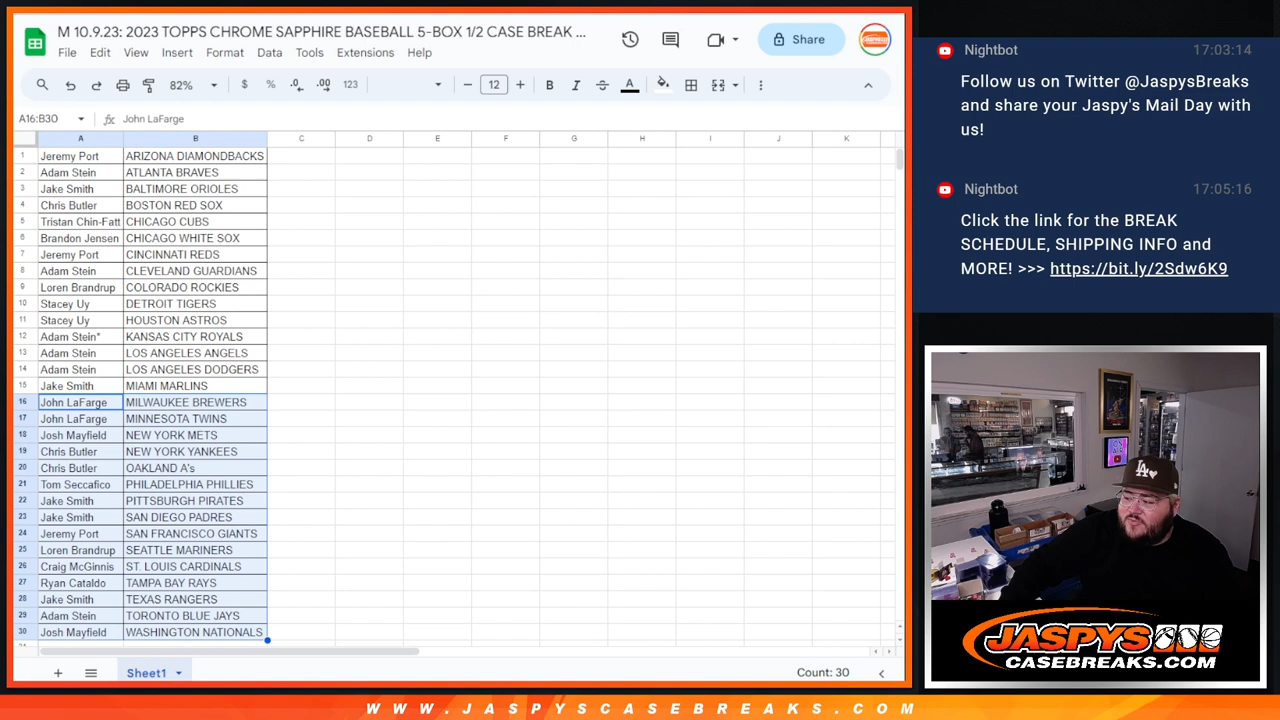 M 10.9.23: 2023 TOPPS CHROME SAPPHIRE BASEBALL 5-BOX 1/2 CASE BREAK ...
File Edit View Insert Format Data Tools Extensions Help
Share
82% $ % .0 .00 123 12 B I A
A16:B30 fx John LaFarge
A B C D E F G H I J K
1 Jeremy Port ARIZONA DIAMONDBACKS
2 Adam Stein ATLANTA BRAVES
3 Jake Smith BALTIMORE ORIOLES
4 Chris Butler BOSTON RED SOX
5 Tristan Chin-Fatt CHICAGO CUBS
6 Brandon Jensen CHICAGO WHITE SOX
7 Jeremy Port CINCINNATI REDS
8 Adam Stein CLEVELAND GUARDIANS
9 Loren Brandrup COLORADO ROCKIES
10 Stacey Uy DETROIT TIGERS
11 Stacey Uy HOUSTON ASTROS
12 Adam Stein* KANSAS CITY ROYALS
13 Adam Stein LOS ANGELES ANGELS
14 Adam Stein LOS ANGELES DODGERS
15 Jake Smith MIAMI MARLINS
16 John LaFarge MILWAUKEE BREWERS
17 John LaFarge MINNESOTA TWINS
18 Josh Mayfield NEW YORK METS
19 Chris Butler NEW YORK YANKEES
20 Chris Butler OAKLAND A's
21 Tom Seccafico PHILADELPHIA PHILLIES
22 Jake Smith PITTSBURGH PIRATES
23 Jake Smith SAN DIEGO PADRES
24 Jeremy Port SAN FRANCISCO GIANTS
25 Loren Brandrup SEATTLE MARINERS
26 Craig McGinnis ST. LOUIS CARDINALS
27 Ryan Cataldo TAMPA BAY RAYS
28 Jake Smith TEXAS RANGERS
29 Adam Stein TORONTO BLUE JAYS
30 Josh Mayfield WASHINGTON NATIONALS
Sheet1
Count: 30
Nightbot 17:03:14
Follow us on Twitter @JaspysBreaks
and share your Jaspy's Mail Day with
us!
Nightbot 17:05:16
Click the link for the BREAK
SCHEDULE, SHIPPING INFO and
MORE! >>> https://bit.ly/2Sdw6K9
LA
JASPYS
CASEBREAKS.COM
WWW.JASPYSCASEBREAKS.COM